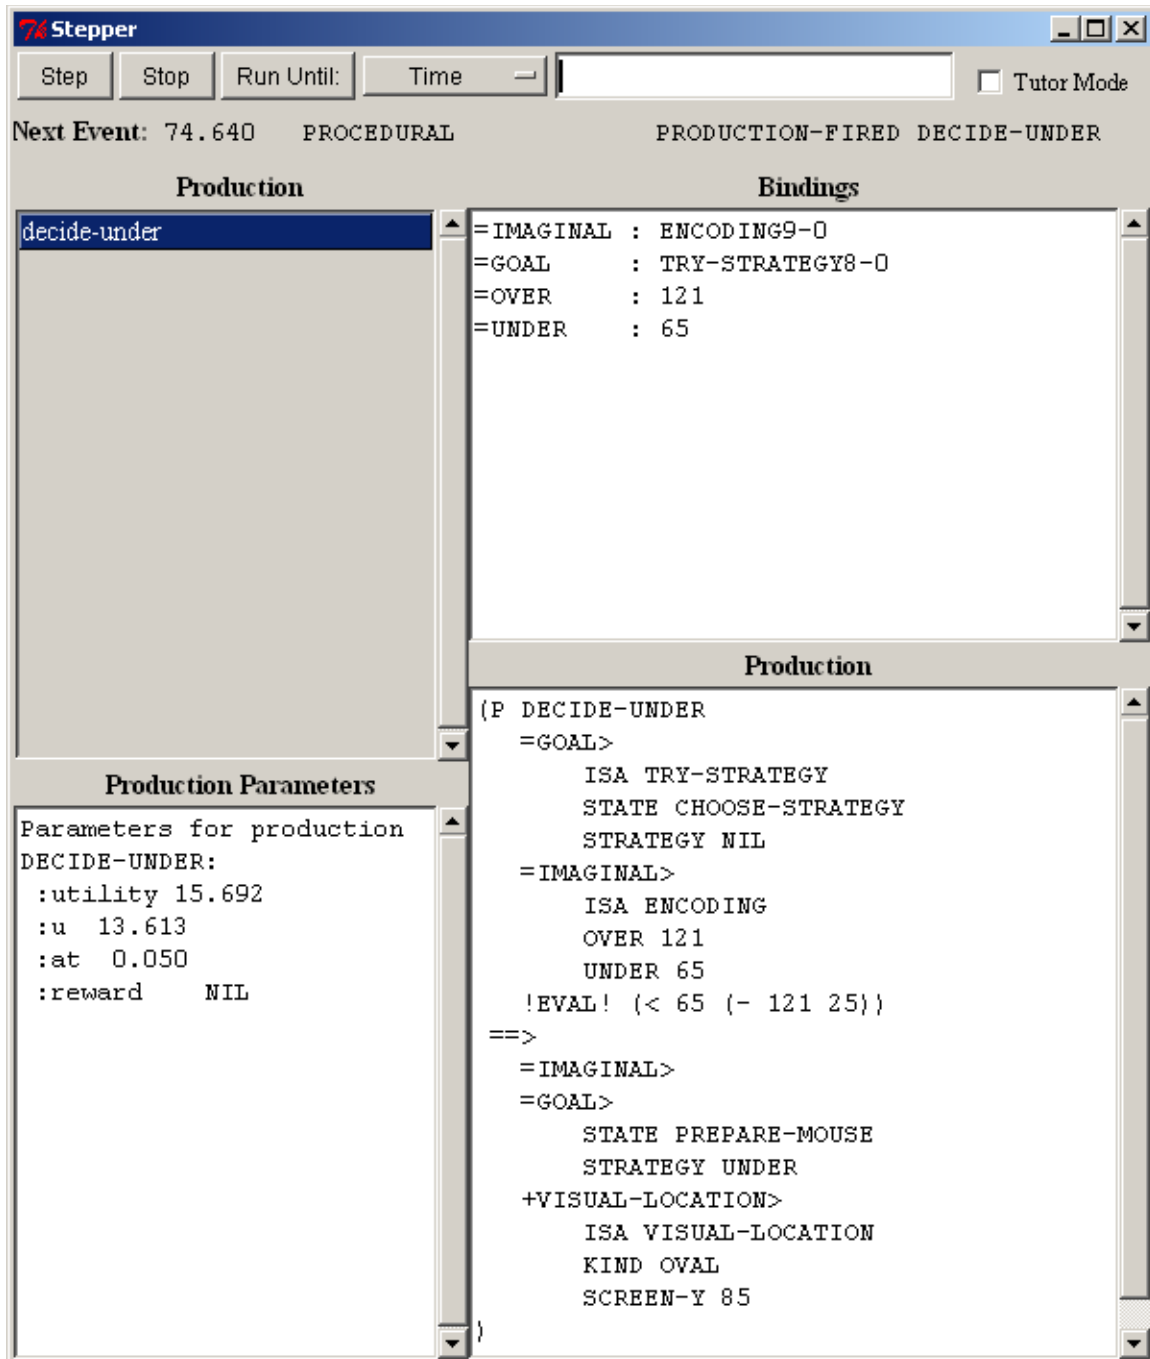 Stepper
Step Stop Run Until: Time Tutor Mode
Next Event: 74.640 PROCEDURAL PRODUCTION-FIRED DECIDE-UNDER
Production
decide-under
Bindings
=IMAGINAL : ENCODING9-0
=GOAL : TRY-STRATEGY8-0
=OVER : 121
=UNDER : 65
Production Parameters
Parameters for production
DECIDE-UNDER:
:utility 15.692
:u 13.613
:at 0.050
:reward NIL
Production
(P DECIDE-UNDER
=GOAL>
ISA TRY-STRATEGY
STATE CHOOSE-STRATEGY
STRATEGY NIL
=IMAGINAL>
ISA ENCODING
OVER 121
UNDER 65
!EVAL! (< 65 (- 121 25))
==>
=IMAGINAL>
=GOAL>
STATE PREPARE-MOUSE
STRATEGY UNDER
+VISUAL-LOCATION>
ISA VISUAL-LOCATION
KIND OVAL
SCREEN-Y 85
)